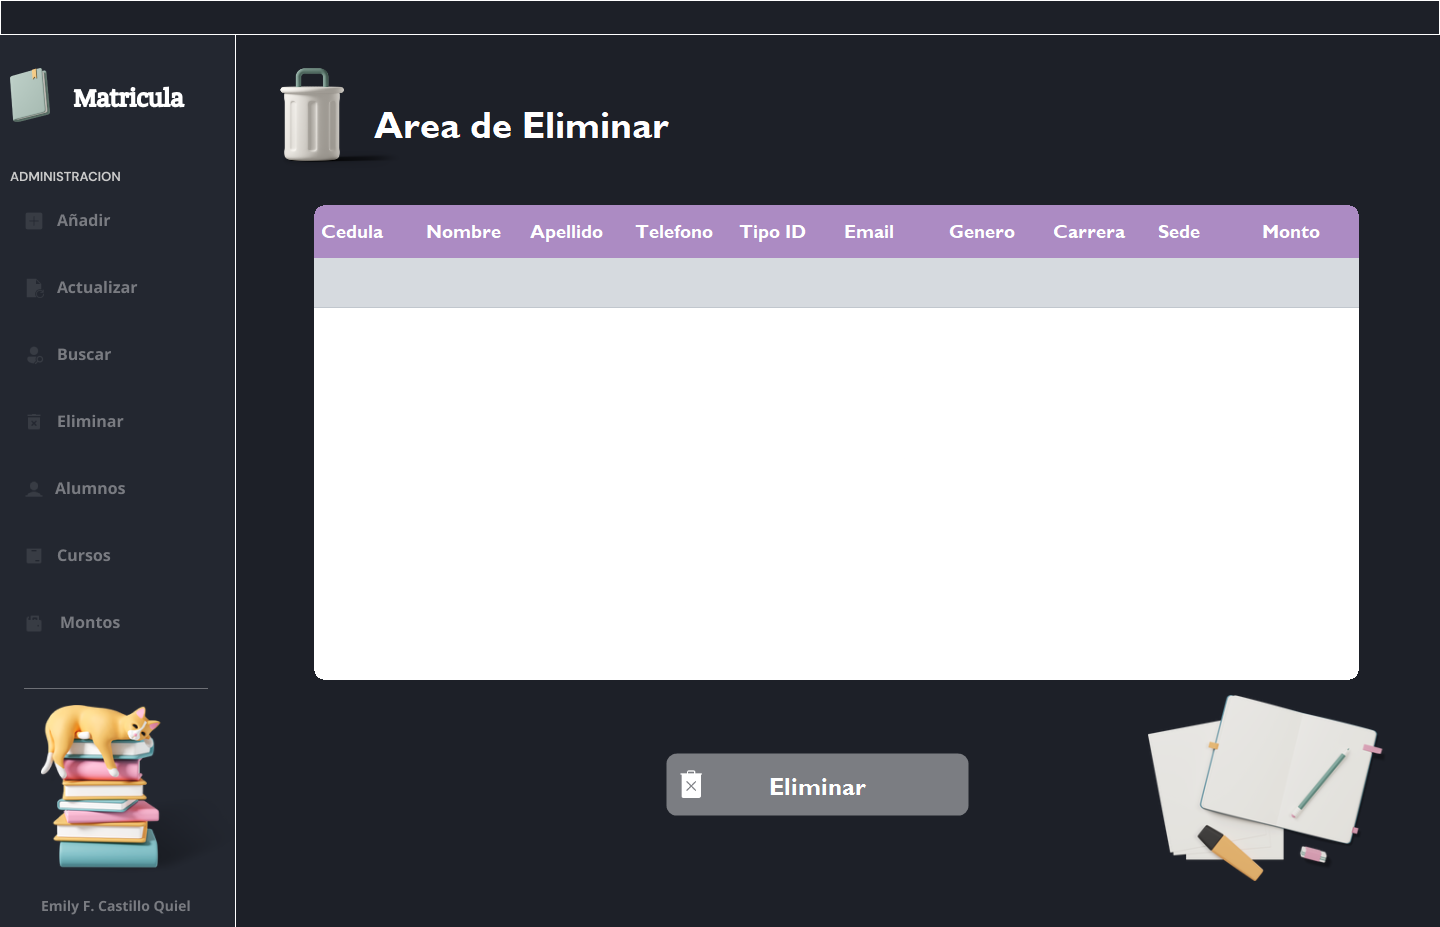 Matricula
ADMINISTRACION
Añadir
Actualizar
Buscar
Eliminar
Alumnos
Cursos
Montos
Emily F. Castillo Quiel
Area de Eliminar
Cedula Nombre Apellido Telefono Tipo ID Email Genero Carrera Sede Monto
Eliminar